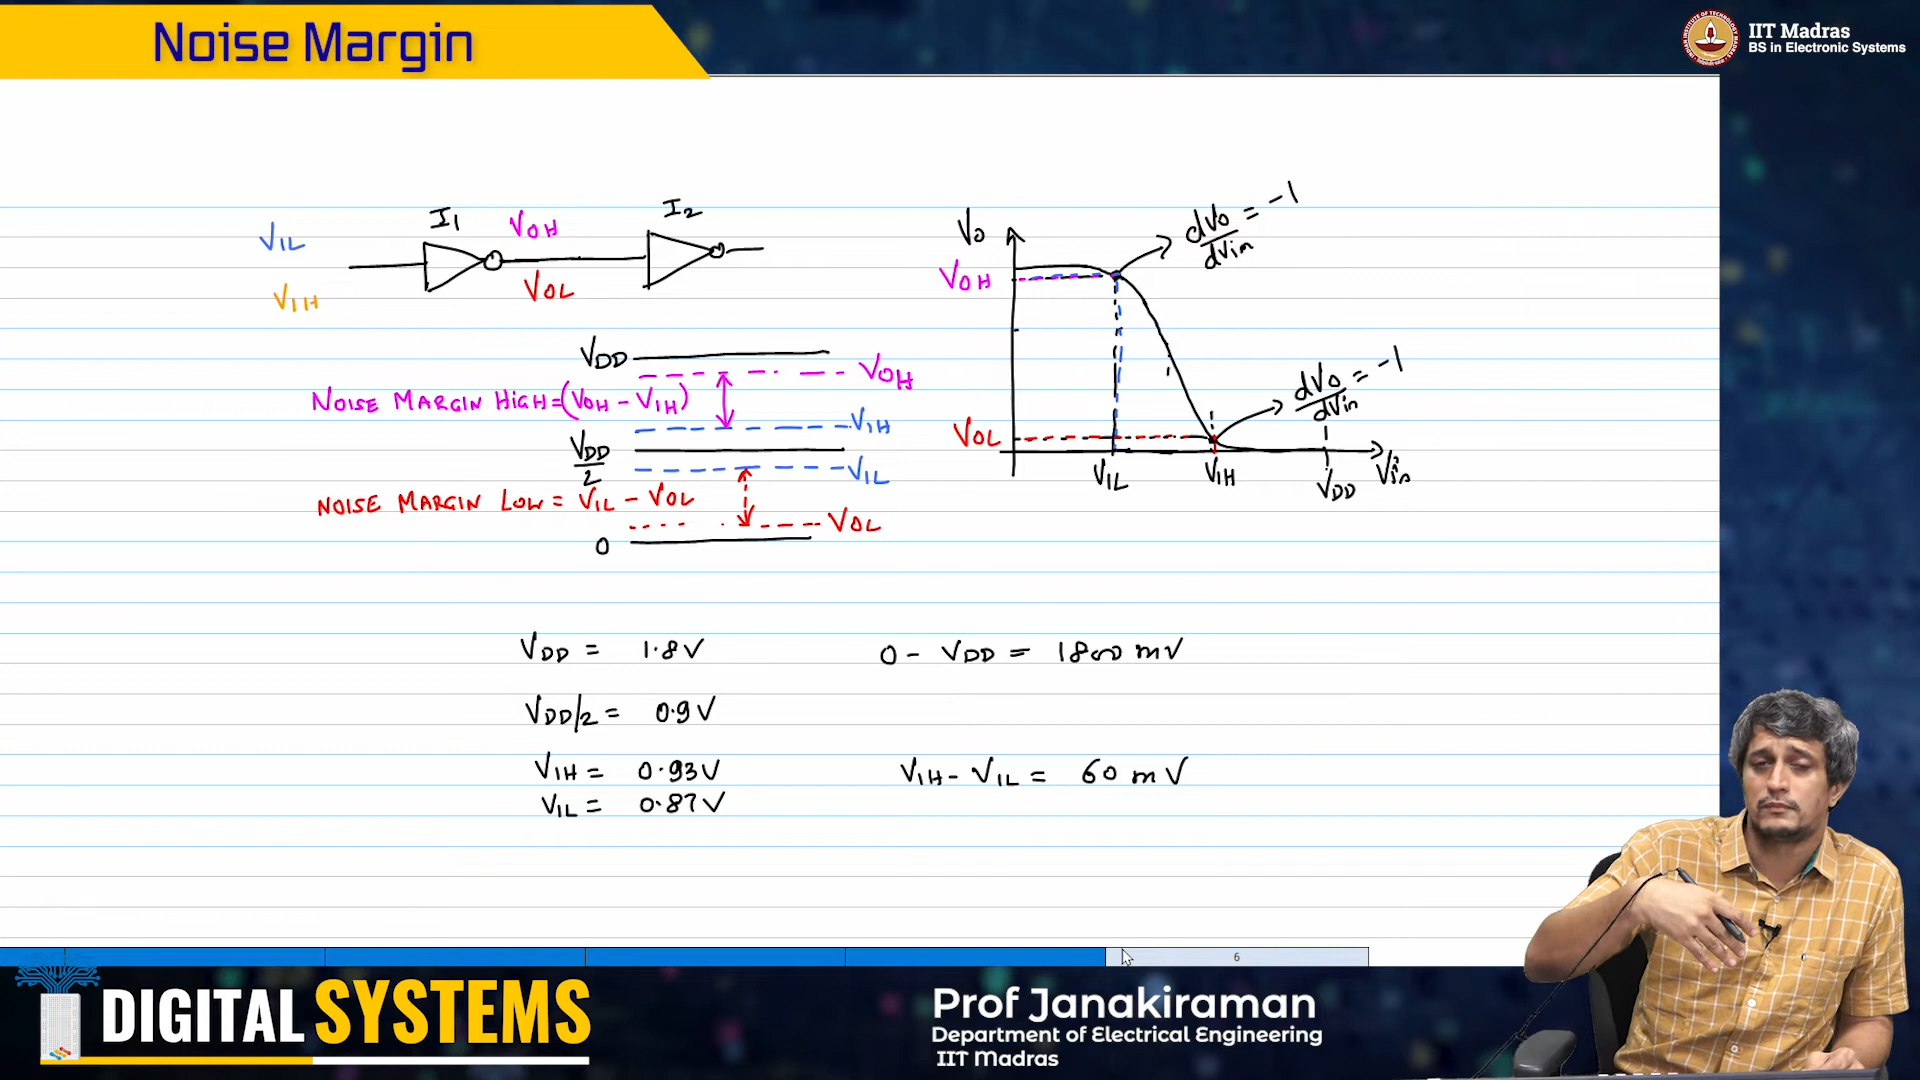 Noise Margin
IIT Madras
BS in Electronic Systems
I1
I2
VIL
VOH
VIH
VOL
VDD
VOH
NOISE MARGIN HIGH = (VOH - VIH)
VIH
VDD/2
VIL
NOISE MARGIN LOW = VIL - VOL
VOL
0
VO
dVO/dVin = -1
VOH
dVO/dVin = -1
VOL
VIL
VIH
VDD
Vin
VDD = 1.8V
0 - VDD = 1800 mV
VDD/2 = 0.9V
VIH = 0.93V
VIH - VIL = 60 mV
VIL = 0.87V
6
DIGITAL SYSTEMS
Prof Janakiraman
Department of Electrical Engineering
IIT Madras